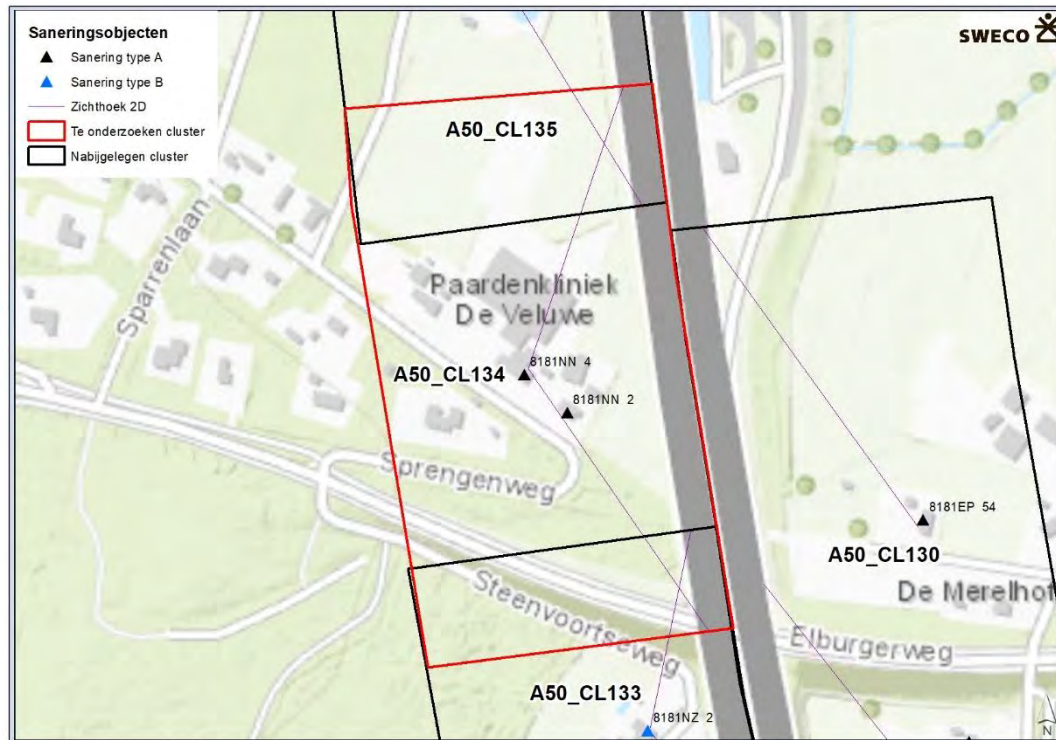 Saneringsobjecten
Sanering type A
Sanering type B
Zichthoek 2D
Te onderzoeken cluster
Nabijgelegen cluster
SWECO
A50_CL135
Sparrenlaan
Paardenkliniek
De Veluwe
8181NN 4
A50_CL134
8181NN 2
Sprengenweg
8181EP 54
A50_CL130
De Merelhof
Steenvoortseweg
Elburgerweg
A50_CL133
8181NZ 2
N